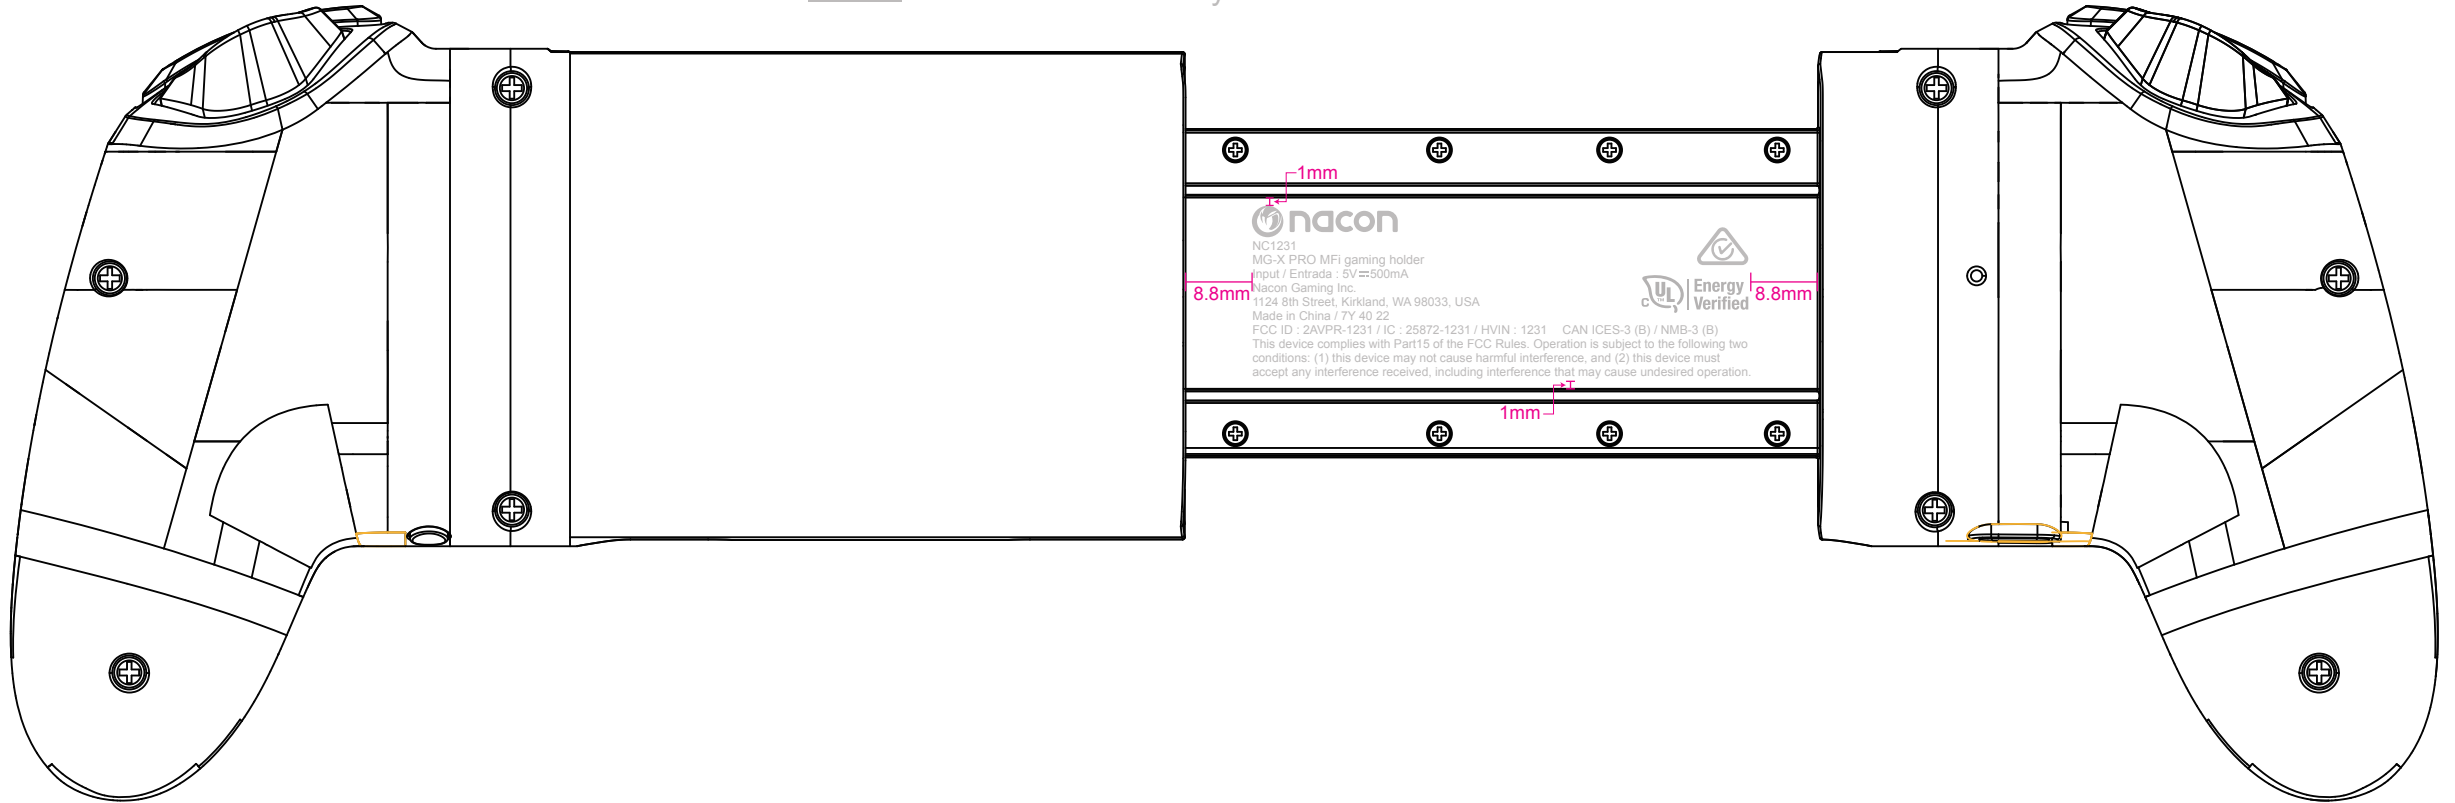 1mm
nacon
NC1231
MG-X PRO MFi gaming holder
Input / Entrada : 5V⎓500mA
Nacon Gaming Inc.
1124 8th Street, Kirkland, WA 98033, USA
Made in China / 7Y 40 22
FCC ID : 2AVPR-1231 / IC : 25872-1231 / HVIN : 1231 CAN ICES-3 (B) / NMB-3 (B)
This device complies with Part15 of the FCC Rules. Operation is subject to the following two
conditions: (1) this device may not cause harmful interference, and (2) this device must
accept any interference received, including interference that may cause undesired operation.
C UL TM Energy
Verified
8.8mm
8.8mm
1mm